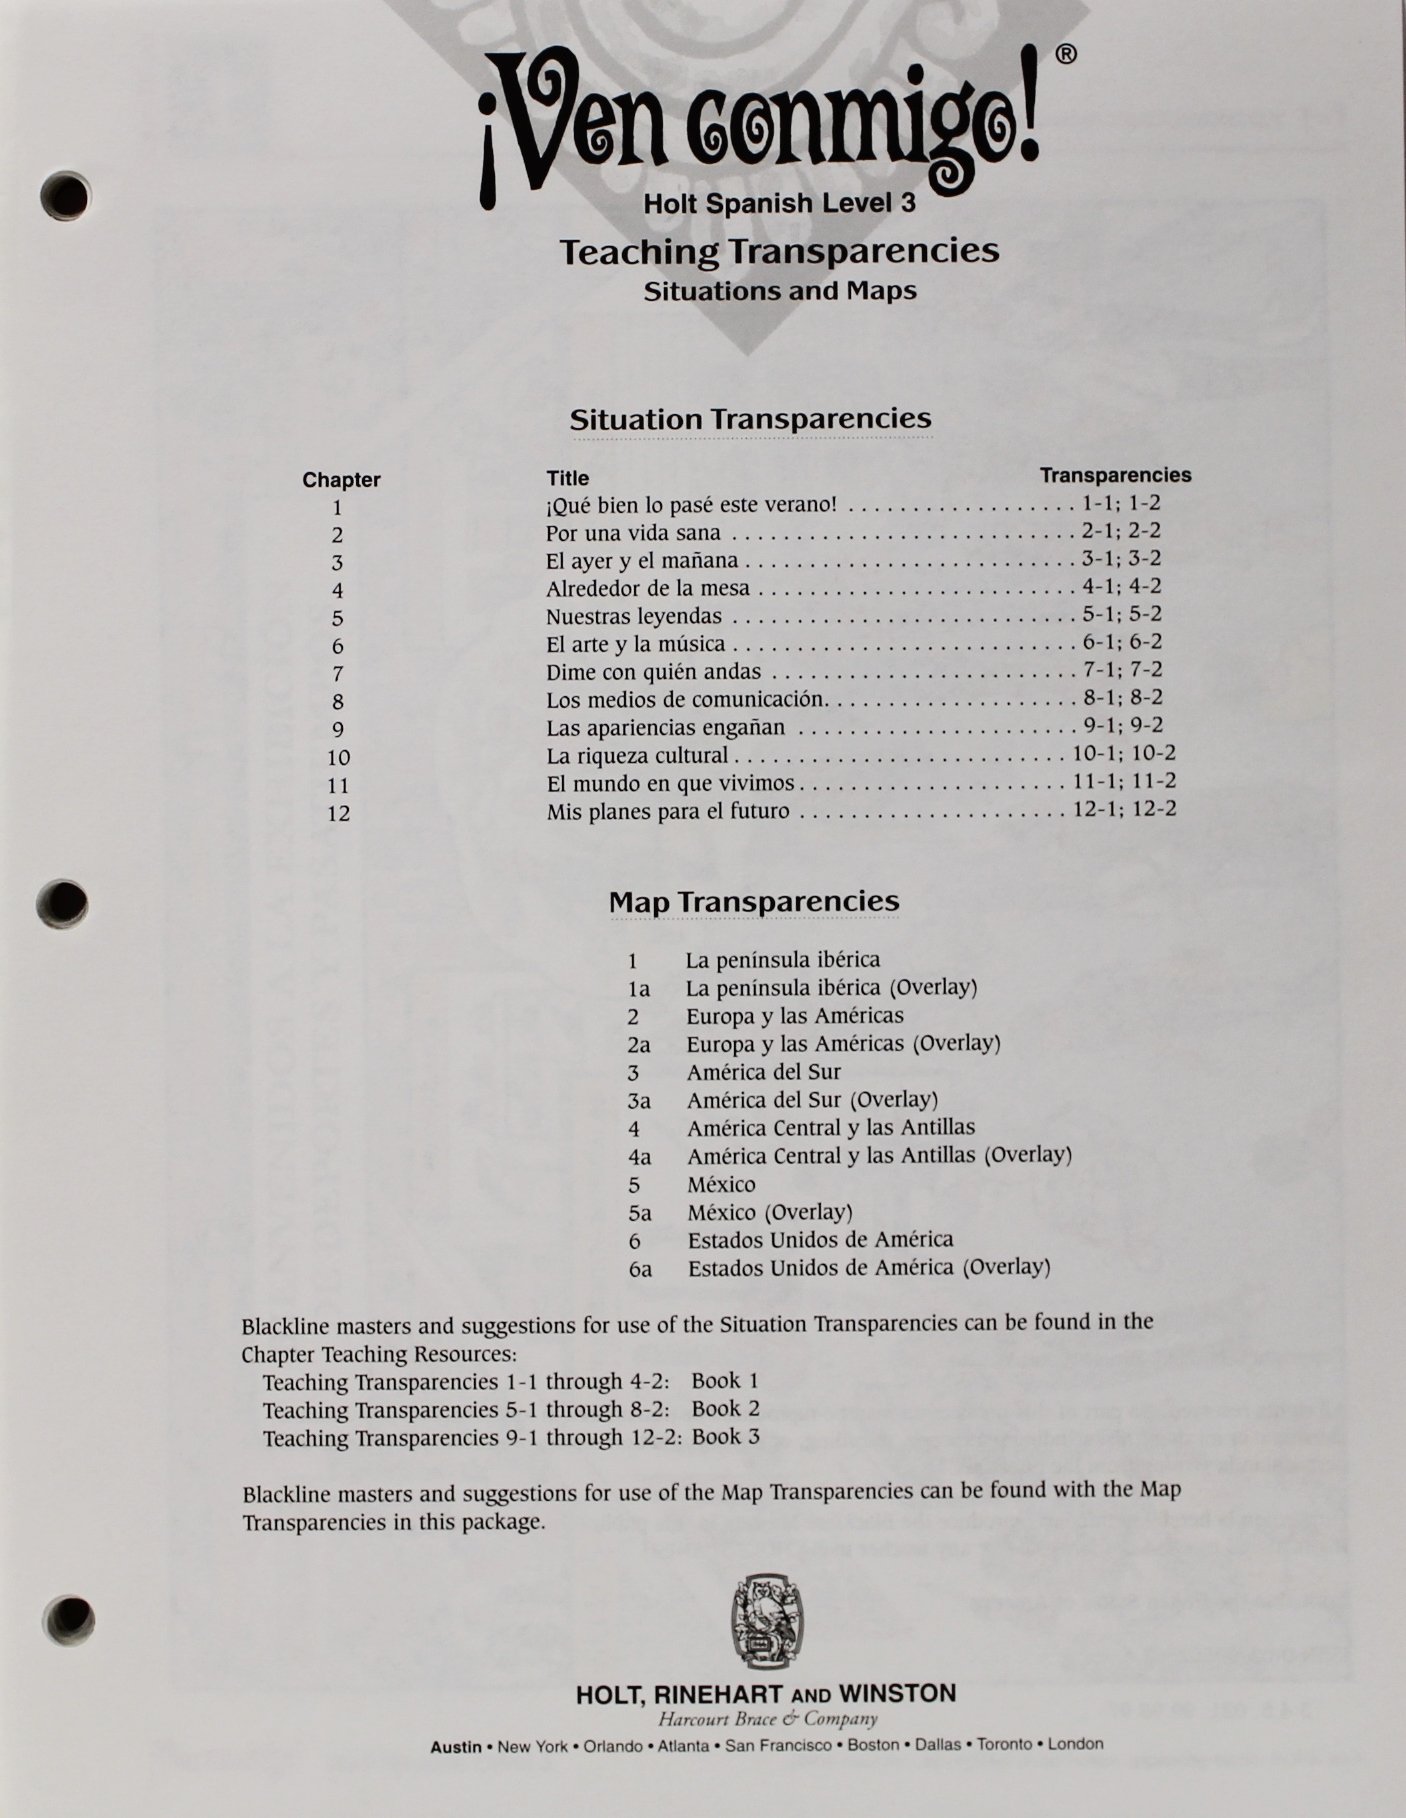 ¡Ven conmigo!®
Holt Spanish Level 3
Teaching Transparencies
Situations and Maps
Situation Transparencies
Chapter Title Transparencies
1 ¡Qué bien lo pasé este verano! . . . . . . . . . . . . . . . . . . 1-1; 1-2
2 Por una vida sana . . . . . . . . . . . . . . . . . . . . . . . . . . . 2-1; 2-2
3 El ayer y el mañana . . . . . . . . . . . . . . . . . . . . . . . . . . 3-1; 3-2
4 Alrededor de la mesa . . . . . . . . . . . . . . . . . . . . . . . . . 4-1; 4-2
5 Nuestras leyendas . . . . . . . . . . . . . . . . . . . . . . . . . . . 5-1; 5-2
6 El arte y la música . . . . . . . . . . . . . . . . . . . . . . . . . . . 6-1; 6-2
7 Dime con quién andas . . . . . . . . . . . . . . . . . . . . . . . . 7-1; 7-2
8 Los medios de comunicación. . . . . . . . . . . . . . . . . . . . 8-1; 8-2
9 Las apariencias engañan . . . . . . . . . . . . . . . . . . . . . . 9-1; 9-2
10 La riqueza cultural . . . . . . . . . . . . . . . . . . . . . . . . . . 10-1; 10-2
11 El mundo en que vivimos . . . . . . . . . . . . . . . . . . . . . 11-1; 11-2
12 Mis planes para el futuro . . . . . . . . . . . . . . . . . . . . . 12-1; 12-2
Map Transparencies
1 La península ibérica
1a La península ibérica (Overlay)
2 Europa y las Américas
2a Europa y las Américas (Overlay)
3 América del Sur
3a América del Sur (Overlay)
4 América Central y las Antillas
4a América Central y las Antillas (Overlay)
5 México
5a México (Overlay)
6 Estados Unidos de América
6a Estados Unidos de América (Overlay)
Blackline masters and suggestions for use of the Situation Transparencies can be found in the
Chapter Teaching Resources:
Teaching Transparencies 1-1 through 4-2: Book 1
Teaching Transparencies 5-1 through 8-2: Book 2
Teaching Transparencies 9-1 through 12-2: Book 3
Blackline masters and suggestions for use of the Map Transparencies can be found with the Map
Transparencies in this package.
HOLT, RINEHART AND WINSTON
Harcourt Brace & Company
Austin • New York • Orlando • Atlanta • San Francisco • Boston • Dallas • Toronto • London